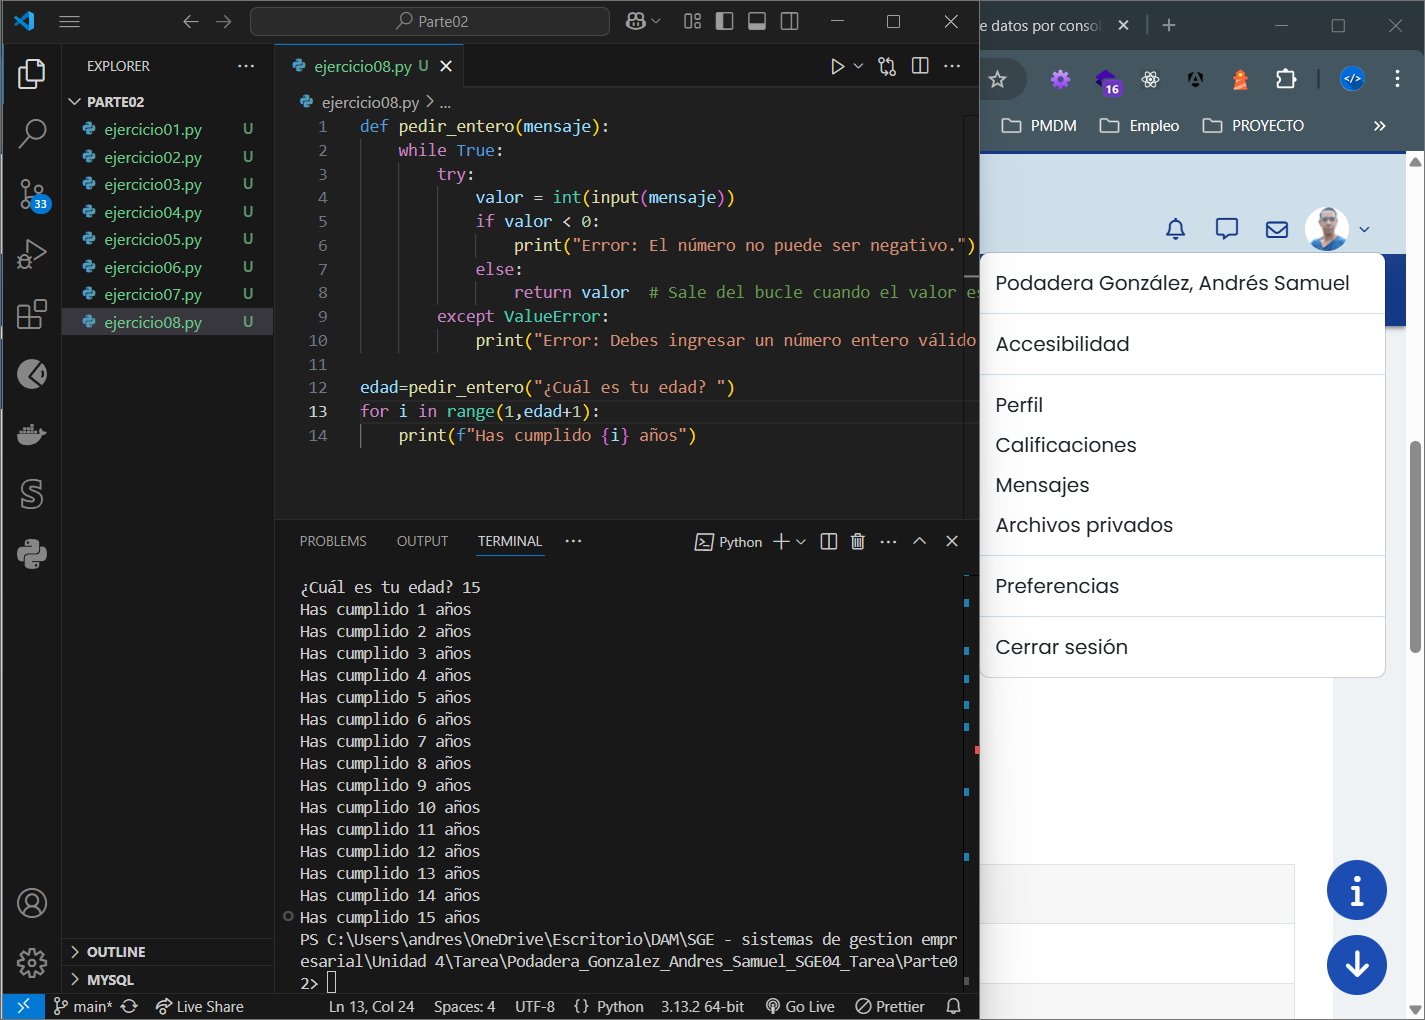 Parte02
EXPLORER
PARTE02
ejercicio01.py U
ejercicio02.py U
ejercicio03.py U
ejercicio04.py U
ejercicio05.py U
ejercicio06.py U
ejercicio07.py U
ejercicio08.py U
33
OUTLINE
MYSQL
ejercicio08.py U
ejercicio08.py > ...
1 def pedir_entero(mensaje):
2 while True:
3 try:
4 valor = int(input(mensaje))
5 if valor < 0:
6 print("Error: El número no puede ser negativo.")
7 else:
8 return valor # Sale del bucle cuando el valor es
9 except ValueError:
10 print("Error: Debes ingresar un número entero válido
11
12 edad=pedir_entero("¿Cuál es tu edad? ")
13 for i in range(1,edad+1):
14 print(f"Has cumplido {i} años")
PROBLEMS OUTPUT TERMINAL ...
Python
¿Cuál es tu edad? 15
Has cumplido 1 años
Has cumplido 2 años
Has cumplido 3 años
Has cumplido 4 años
Has cumplido 5 años
Has cumplido 6 años
Has cumplido 7 años
Has cumplido 8 años
Has cumplido 9 años
Has cumplido 10 años
Has cumplido 11 años
Has cumplido 12 años
Has cumplido 13 años
Has cumplido 14 años
Has cumplido 15 años
PS C:\Users\andres\OneDrive\Escritorio\DAM\SGE - sistemas de gestion empr
esarial\Unidad 4\Tarea\Podadera_Gonzalez_Andres_Samuel_SGE04_Tarea\Parte0
2>
main* Live Share Ln 13, Col 24 Spaces: 4 UTF-8 {} Python 3.13.2 64-bit Go Live Prettier
e datos por consol
16
PMDM Empleo PROYECTO »
Podadera González, Andrés Samuel
Accesibilidad
Perfil
Calificaciones
Mensajes
Archivos privados
Preferencias
Cerrar sesión